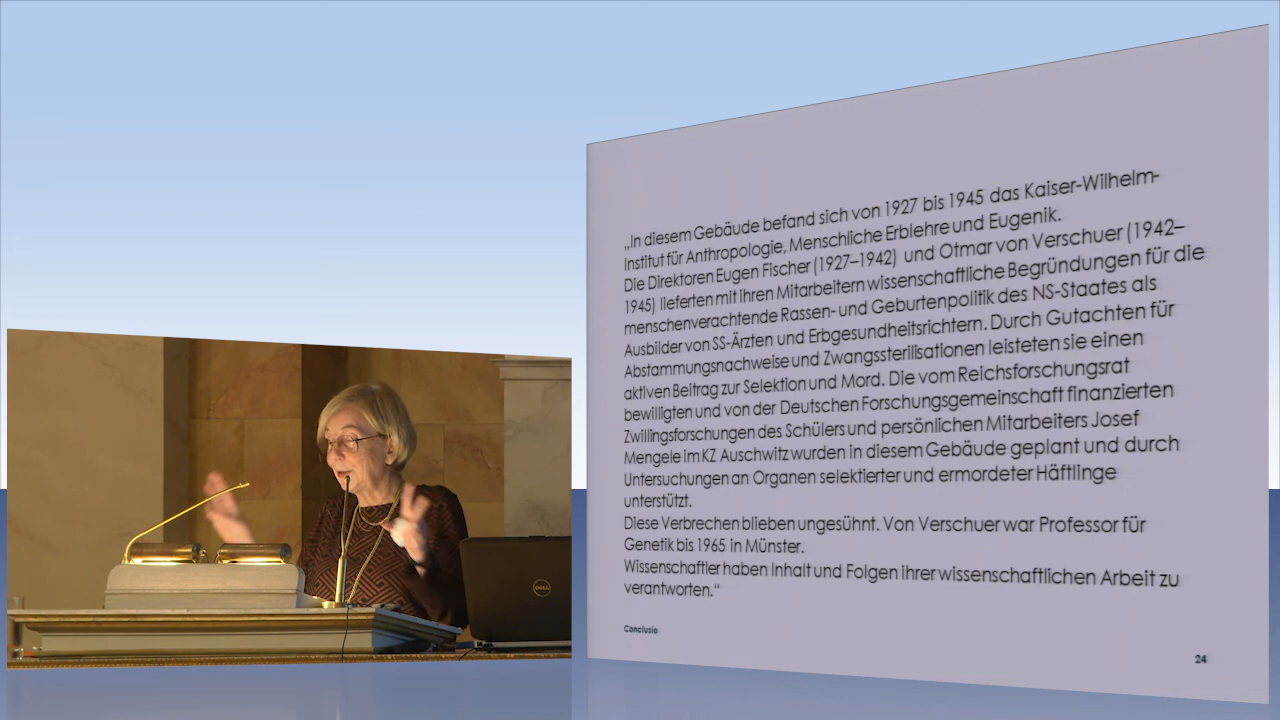 „In diesem Gebäude befand sich von 1927 bis 1945 das Kaiser-Wilhelm-
Institut für Anthropologie, Menschliche Erblehre und Eugenik.
Die Direktoren Eugen Fischer (1927–1942) und Otmar von Verschuer (1942–
1945) lieferten mit ihren Mitarbeitern wissenschaftliche Begründungen für die
menschenverachtende Rassen- und Geburtenpolitik des NS-Staates als
Ausbilder von SS-Ärzten und Erbgesundheitsrichtern. Durch Gutachten für
Abstammungsnachweise und Zwangssterilisationen leisteten sie einen
aktiven Beitrag zur Selektion und Mord. Die vom Reichsforschungsrat
bewilligten und von der Deutschen Forschungsgemeinschaft finanzierten
Zwillingsforschungen des Schülers und persönlichen Mitarbeiters Josef
Mengele im KZ Auschwitz wurden in diesem Gebäude geplant und durch
Untersuchungen an Organen selektierter und ermordeter Häftlinge
unterstützt.
Diese Verbrechen blieben ungesühnt. Von Verschuer war Professor für
Genetik bis 1965 in Münster.
Wissenschaftler haben Inhalt und Folgen ihrer wissenschaftlichen Arbeit zu
verantworten.“
Conclusio
24
DELL